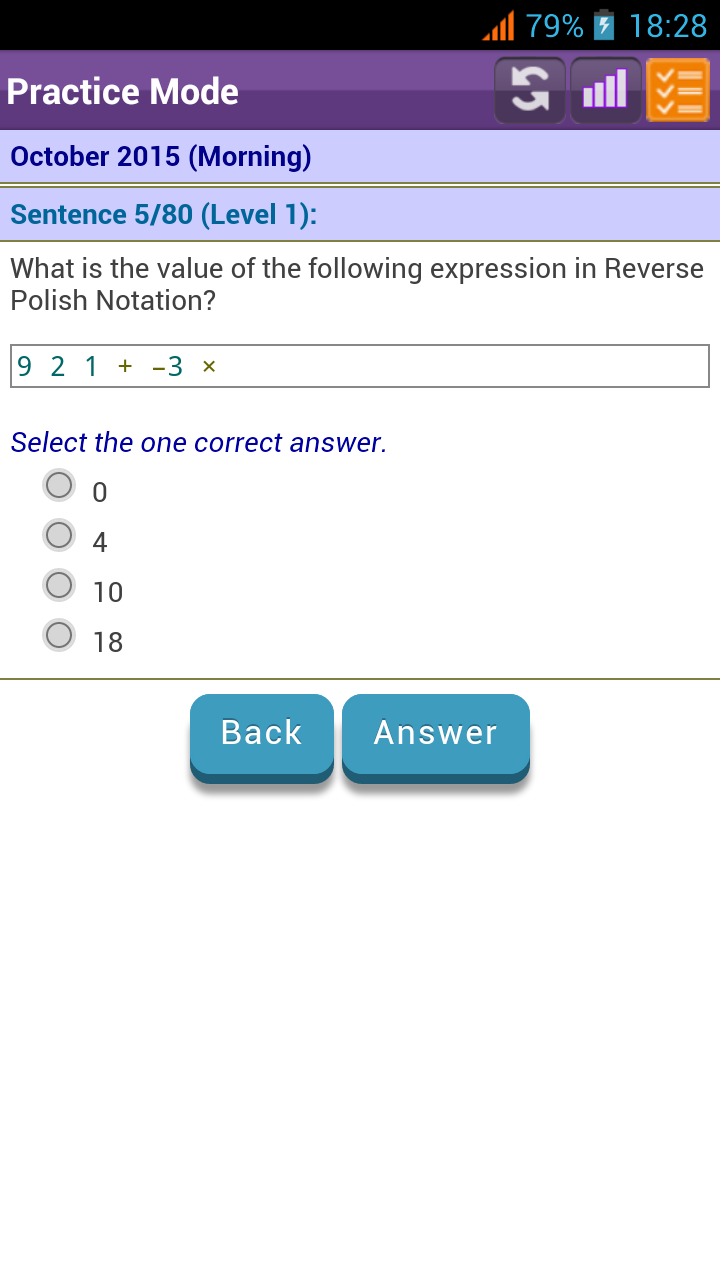 79% 18:28
Practice Mode
October 2015 (Morning)
Sentence 5/80 (Level 1):
What is the value of the following expression in Reverse
Polish Notation?
9 2 1 + −3 ×
Select the one correct answer.
0
4
10
18
Back Answer